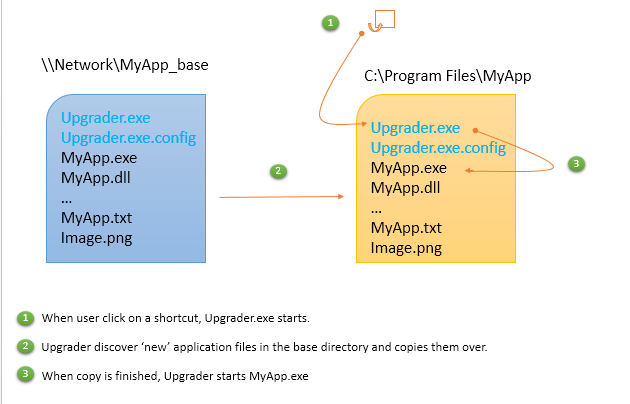 1
\\Network\MyApp_base
C:\Program Files\MyApp
Upgrader.exe
Upgrader.exe.config
MyApp.exe
MyApp.dll
...
MyApp.txt
Image.png
2
Upgrader.exe
Upgrader.exe.config
MyApp.exe
MyApp.dll
...
MyApp.txt
Image.png
3
1 When user click on a shortcut, Upgrader.exe starts.
2 Upgrader discover ‘new’ application files in the base directory and copies them over.
3 When copy is finished, Upgrader starts MyApp.exe